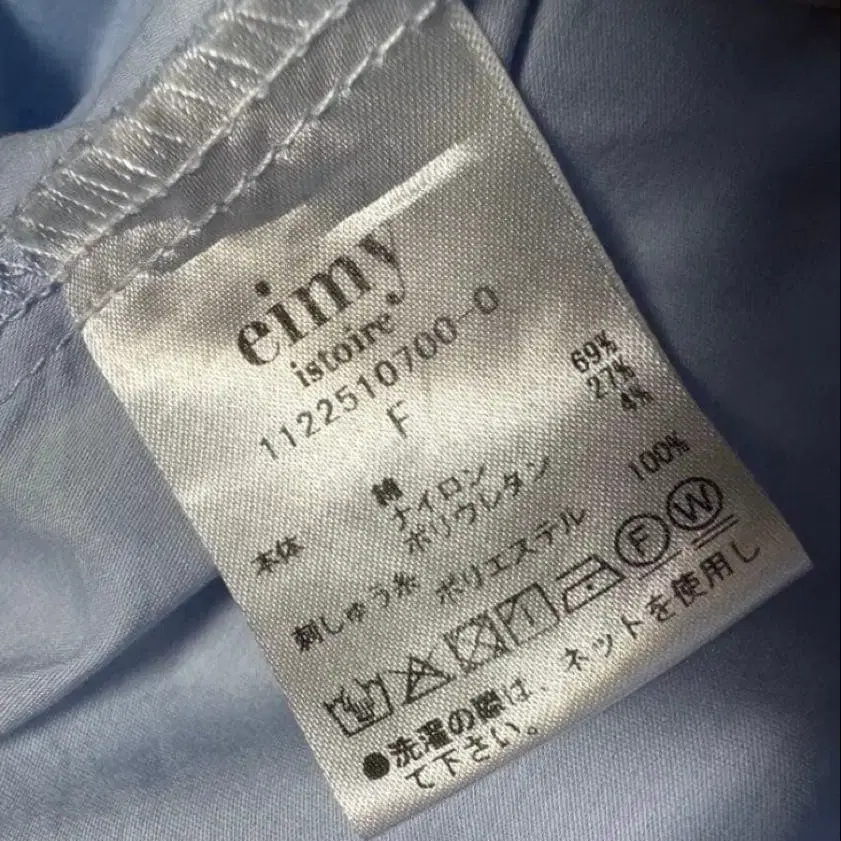 eimy
istoire
1122510700-0
F
本体 綿 69%
ナイロン 27%
ポリウレタン 4%
刺しゅう糸 ポリエステル 100%
F W
●洗濯の際は、ネットを使用し
て下さい。